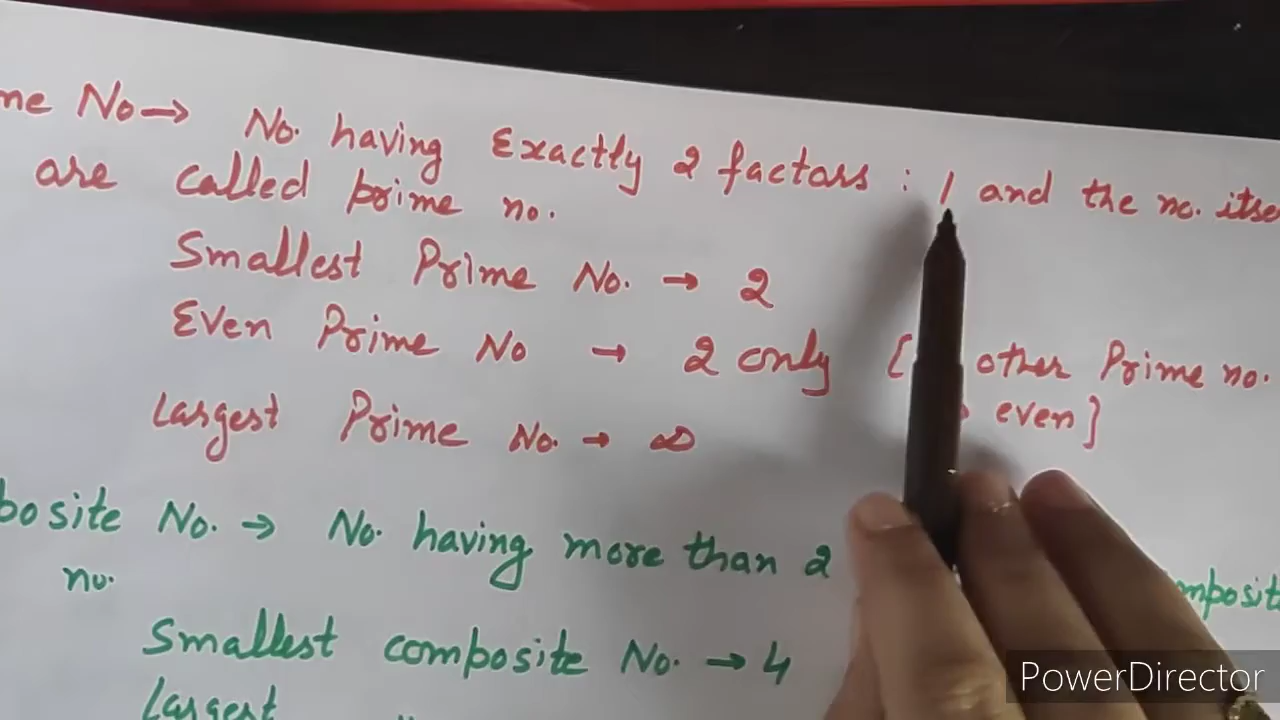 me No → No. having Exactly 2 factors : 1 and the no. itse
are called prime no.
Smallest Prime No. → 2
Even Prime No → 2 only [ other Prime no.
even]
Largest Prime No. → ∞
posite No. → No. having more than 2 mposit
no.
Smallest composite No. → 4
Largest
PowerDirector